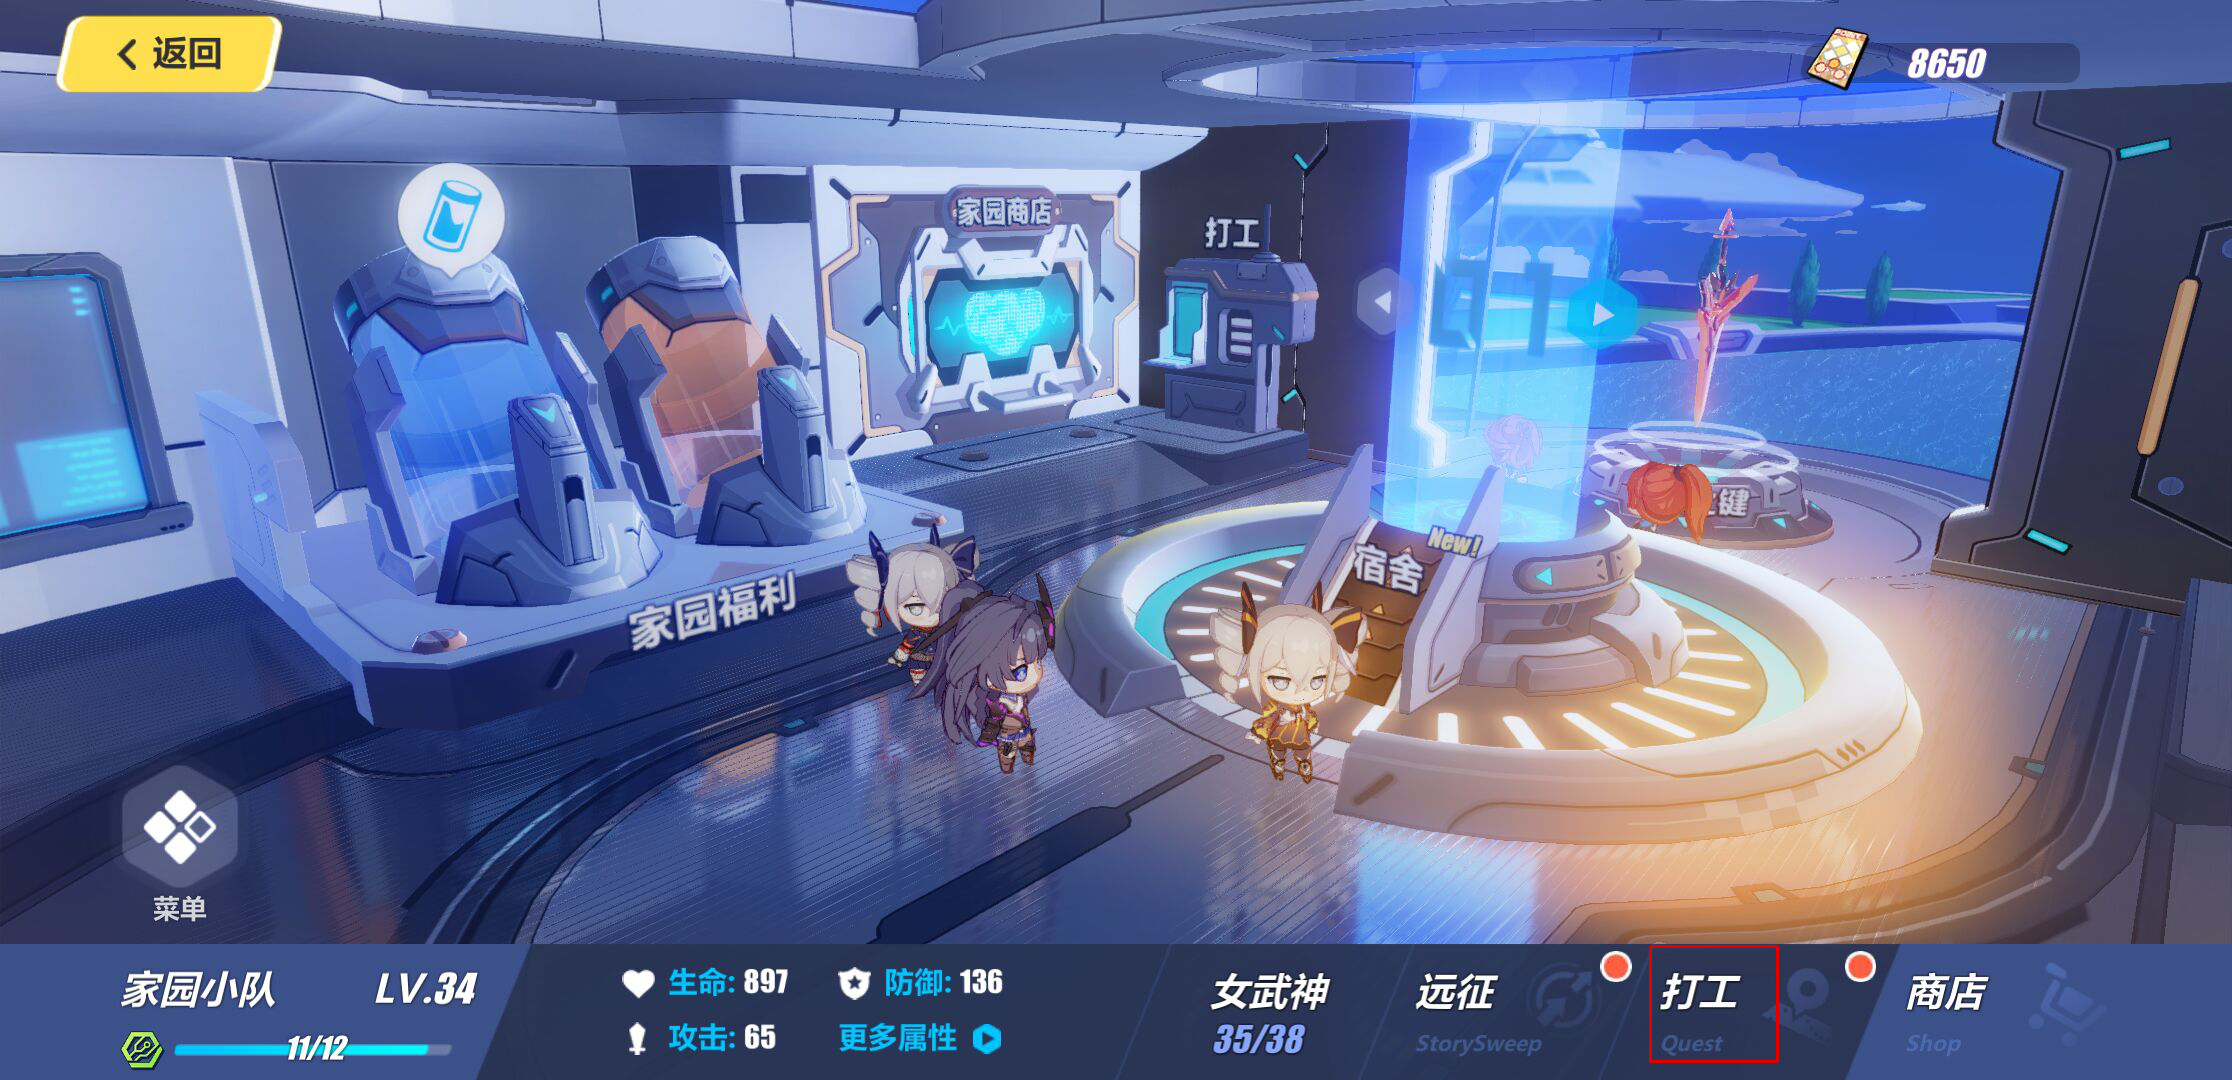 返回
8650
家园商店
打工
键
New!
宿舍
家园福利
菜单
家园小队 LV.34
11/12
生命: 897
防御: 136
攻击: 65
更多属性
女武神
35/38
远征
StorySweep
打工
Quest
商店
Shop